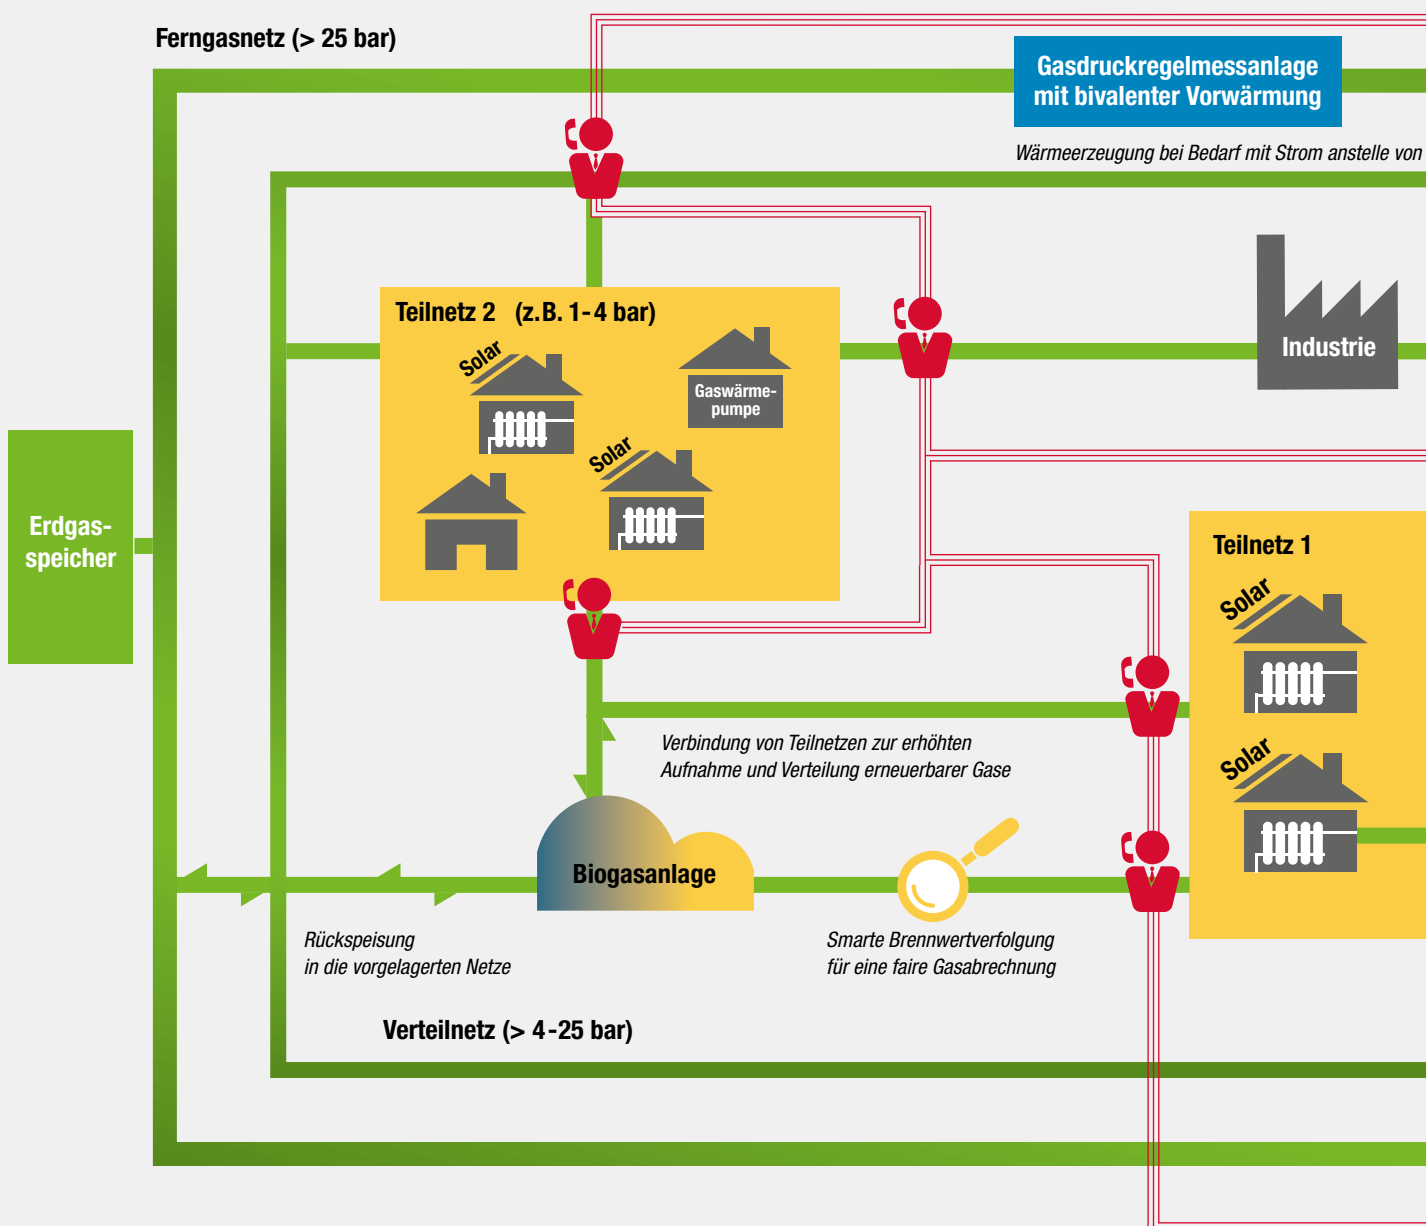 Ferngasnetz (> 25 bar)
Gasdruckregelmessanlage
mit bivalenter Vorwärmung
Wärmeerzeugung bei Bedarf mit Strom anstelle von
Teilnetz 2 (z.B. 1-4 bar)
Solar
Gaswärme-
pumpe
Solar
Industrie
Erdgas-
speicher
Teilnetz 1
Solar
Solar
Verbindung von Teilnetzen zur erhöhten
Aufnahme und Verteilung erneuerbarer Gase
Biogasanlage
Rückspeisung
in die vorgelagerten Netze
Smarte Brennwertverfolgung
für eine faire Gasabrechnung
Verteilnetz (> 4-25 bar)